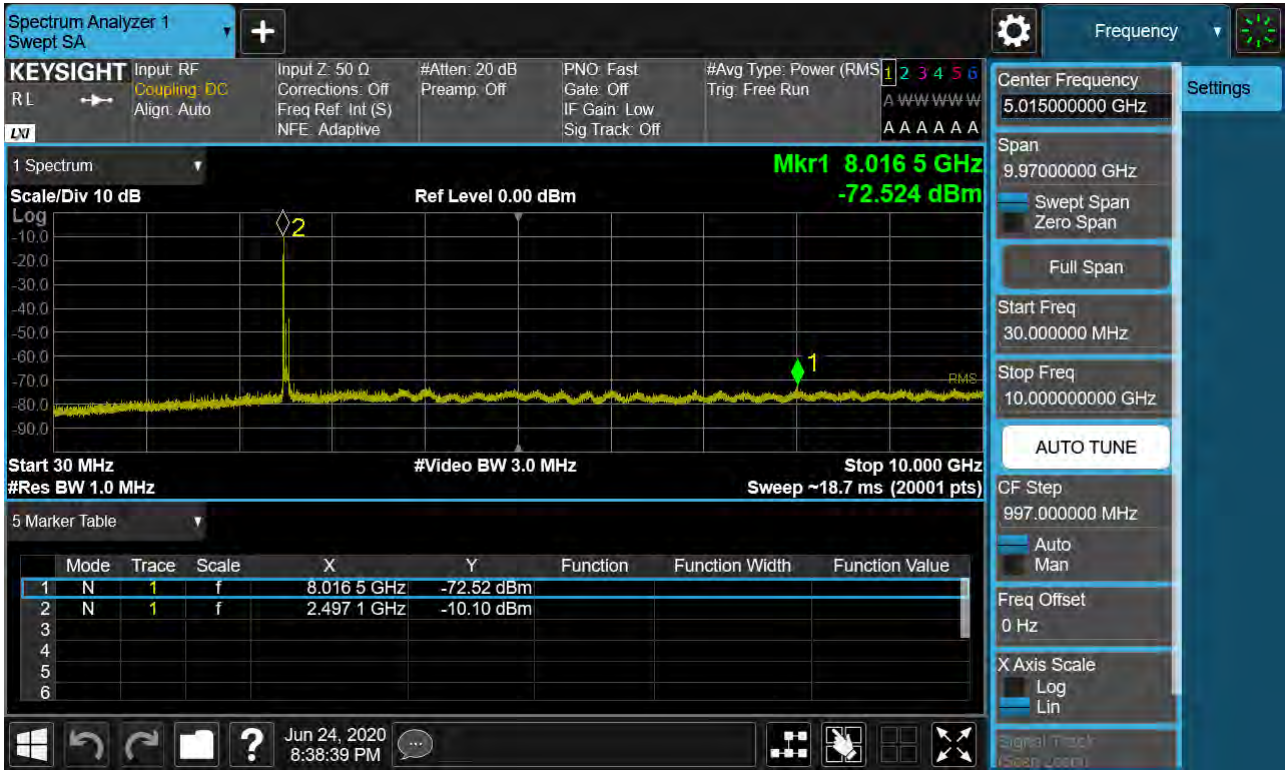 Spectrum Analyzer 1
Swept SA
Frequency
KEYSIGHT
RL
LXI
Input: RF
Coupling: DC
Align: Auto
Input Z: 50 Ω
Corrections: Off
Freq Ref: Int (S)
NFE: Adaptive
#Atten: 20 dB
Preamp: Off
PNO: Fast
Gate: Off
IF Gain: Low
Sig Track: Off
#Avg Type: Power (RMS
Trig: Free Run
1 2 3 4 5 6
A W W W W W
A A A A A A
1 Spectrum
Scale/Div 10 dB
Ref Level 0.00 dBm
Mkr1 8.016 5 GHz
-72.524 dBm
Log
-10.0
-20.0
-30.0
-40.0
-50.0
-60.0
-70.0
-80.0
-90.0
2
1
RMS
Start 30 MHz
#Video BW 3.0 MHz
Stop 10.000 GHz
#Res BW 1.0 MHz
Sweep ~18.7 ms (20001 pts)
5 Marker Table
Mode Trace Scale X Y Function Function Width Function Value
1 N 1 f 8.016 5 GHz -72.52 dBm
2 N 1 f 2.497 1 GHz -10.10 dBm
3
4
5
6
Jun 24, 2020
8:38:39 PM
Center Frequency
5.015000000 GHz
Settings
Span
9.97000000 GHz
Swept Span
Zero Span
Full Span
Start Freq
30.000000 MHz
Stop Freq
10.000000000 GHz
AUTO TUNE
CF Step
997.000000 MHz
Auto
Man
Freq Offset
0 Hz
X Axis Scale
Log
Lin
Signal Track
(Span Zoom)